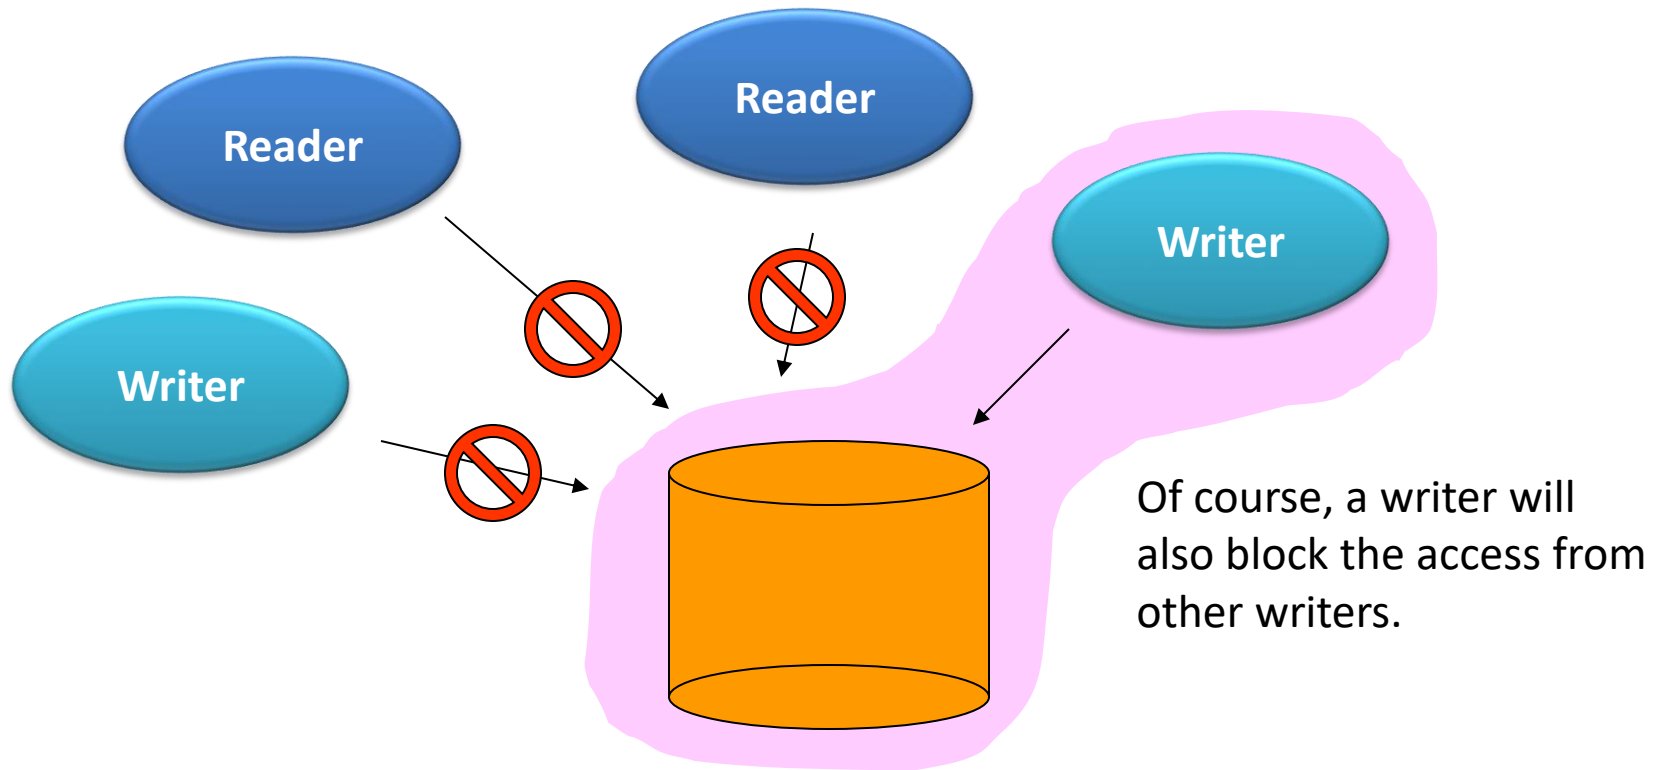 Reader
Reader
Writer
Writer
Of course, a writer will
also block the access from
other writers.